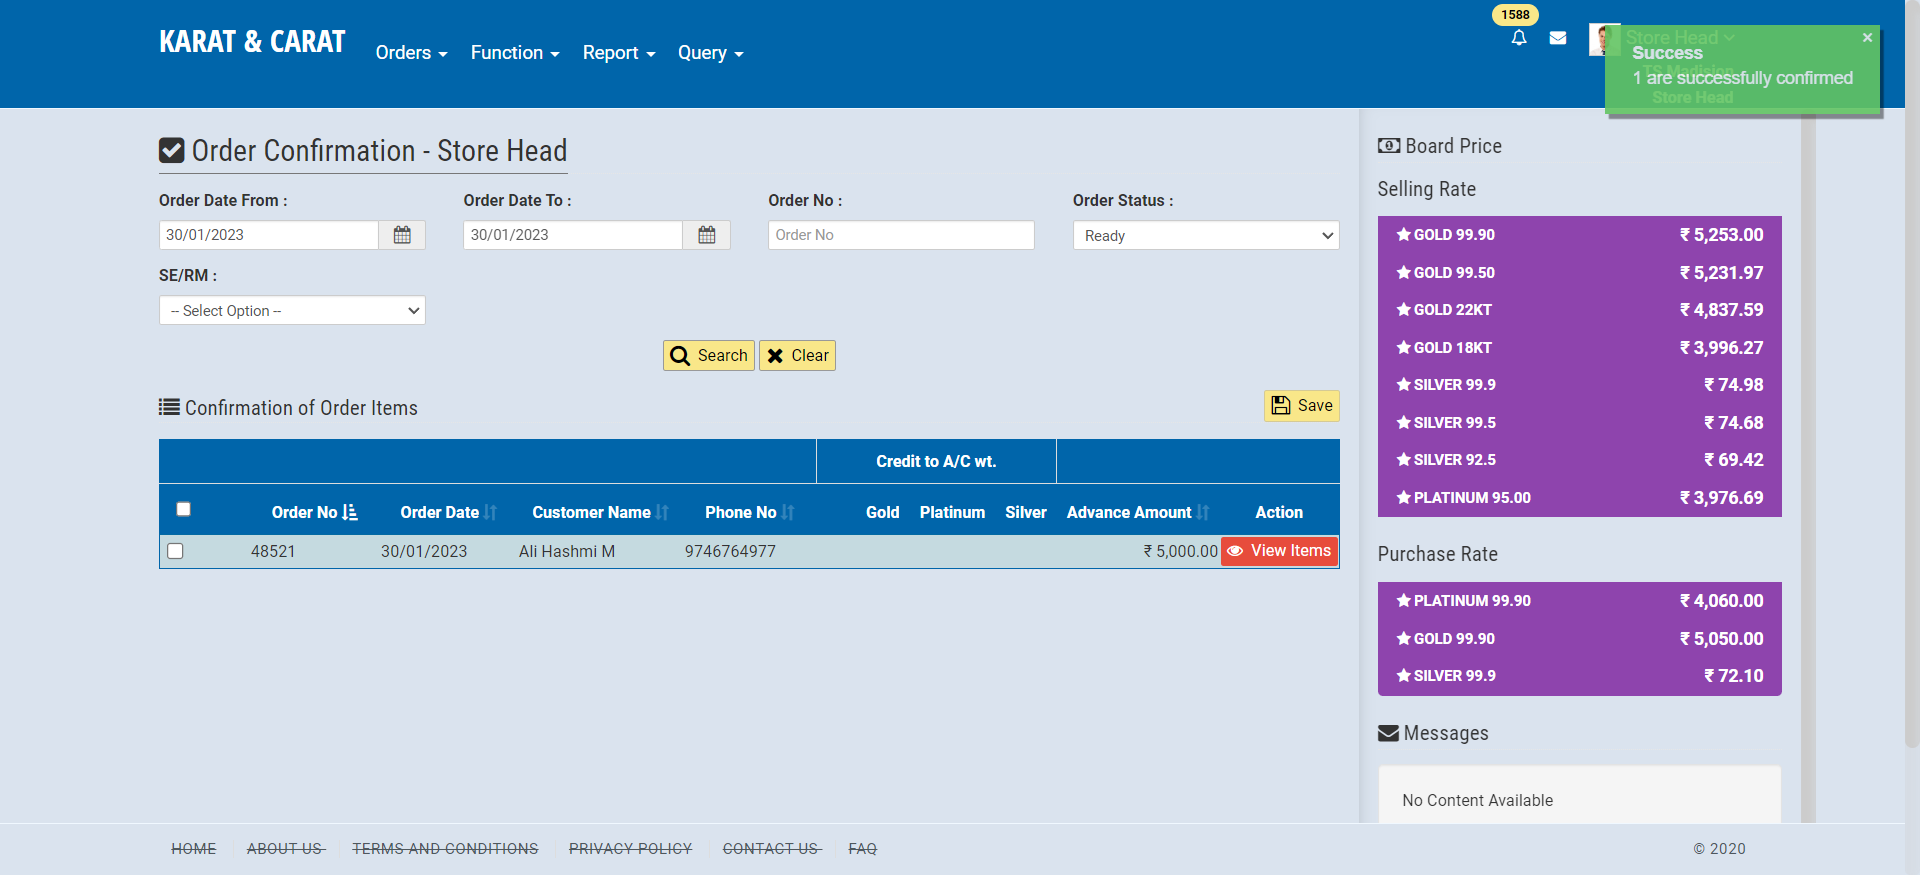 KARAT & CARAT
Orders
Function
Report
Query
1588
Store Head
Success
TS Madision
1 are successfully confirmed
Store Head
×
Order Confirmation - Store Head
Order Date From :
30/01/2023
Order Date To :
30/01/2023
Order No :
Order No
Order Status :
Ready
SE/RM :
-- Select Option --
Search
Clear
Confirmation of Order Items
Save
Credit to A/C wt.
Order No Order Date Customer Name Phone No Gold Platinum Silver Advance Amount Action
48521 30/01/2023 Ali Hashmi M 9746764977 ₹ 5,000.00 View Items
Board Price
Selling Rate
GOLD 99.90 ₹ 5,253.00
GOLD 99.50 ₹ 5,231.97
GOLD 22KT ₹ 4,837.59
GOLD 18KT ₹ 3,996.27
SILVER 99.9 ₹ 74.98
SILVER 99.5 ₹ 74.68
SILVER 92.5 ₹ 69.42
PLATINUM 95.00 ₹ 3,976.69
Purchase Rate
PLATINUM 99.90 ₹ 4,060.00
GOLD 99.90 ₹ 5,050.00
SILVER 99.9 ₹ 72.10
Messages
No Content Available
HOME ABOUT US TERMS AND CONDITIONS PRIVACY POLICY CONTACT US FAQ
© 2020